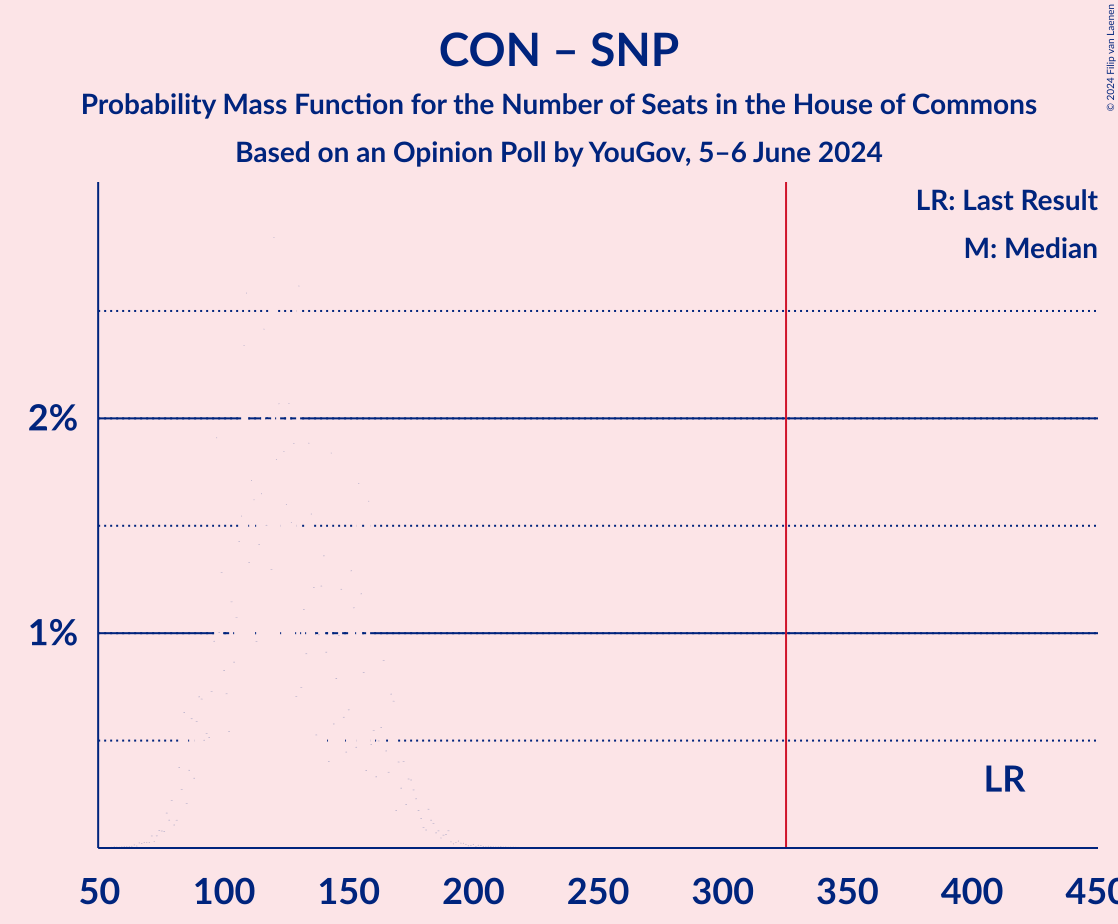 CON – SNP
Probability Mass Function for the Number of Seats in the House of Commons
Based on an Opinion Poll by YouGov, 5–6 June 2024
© 2024 Filip van Laenen
LR: Last Result
M: Median
2%
1%
LR
50 100 150 200 250 300 350 400 450